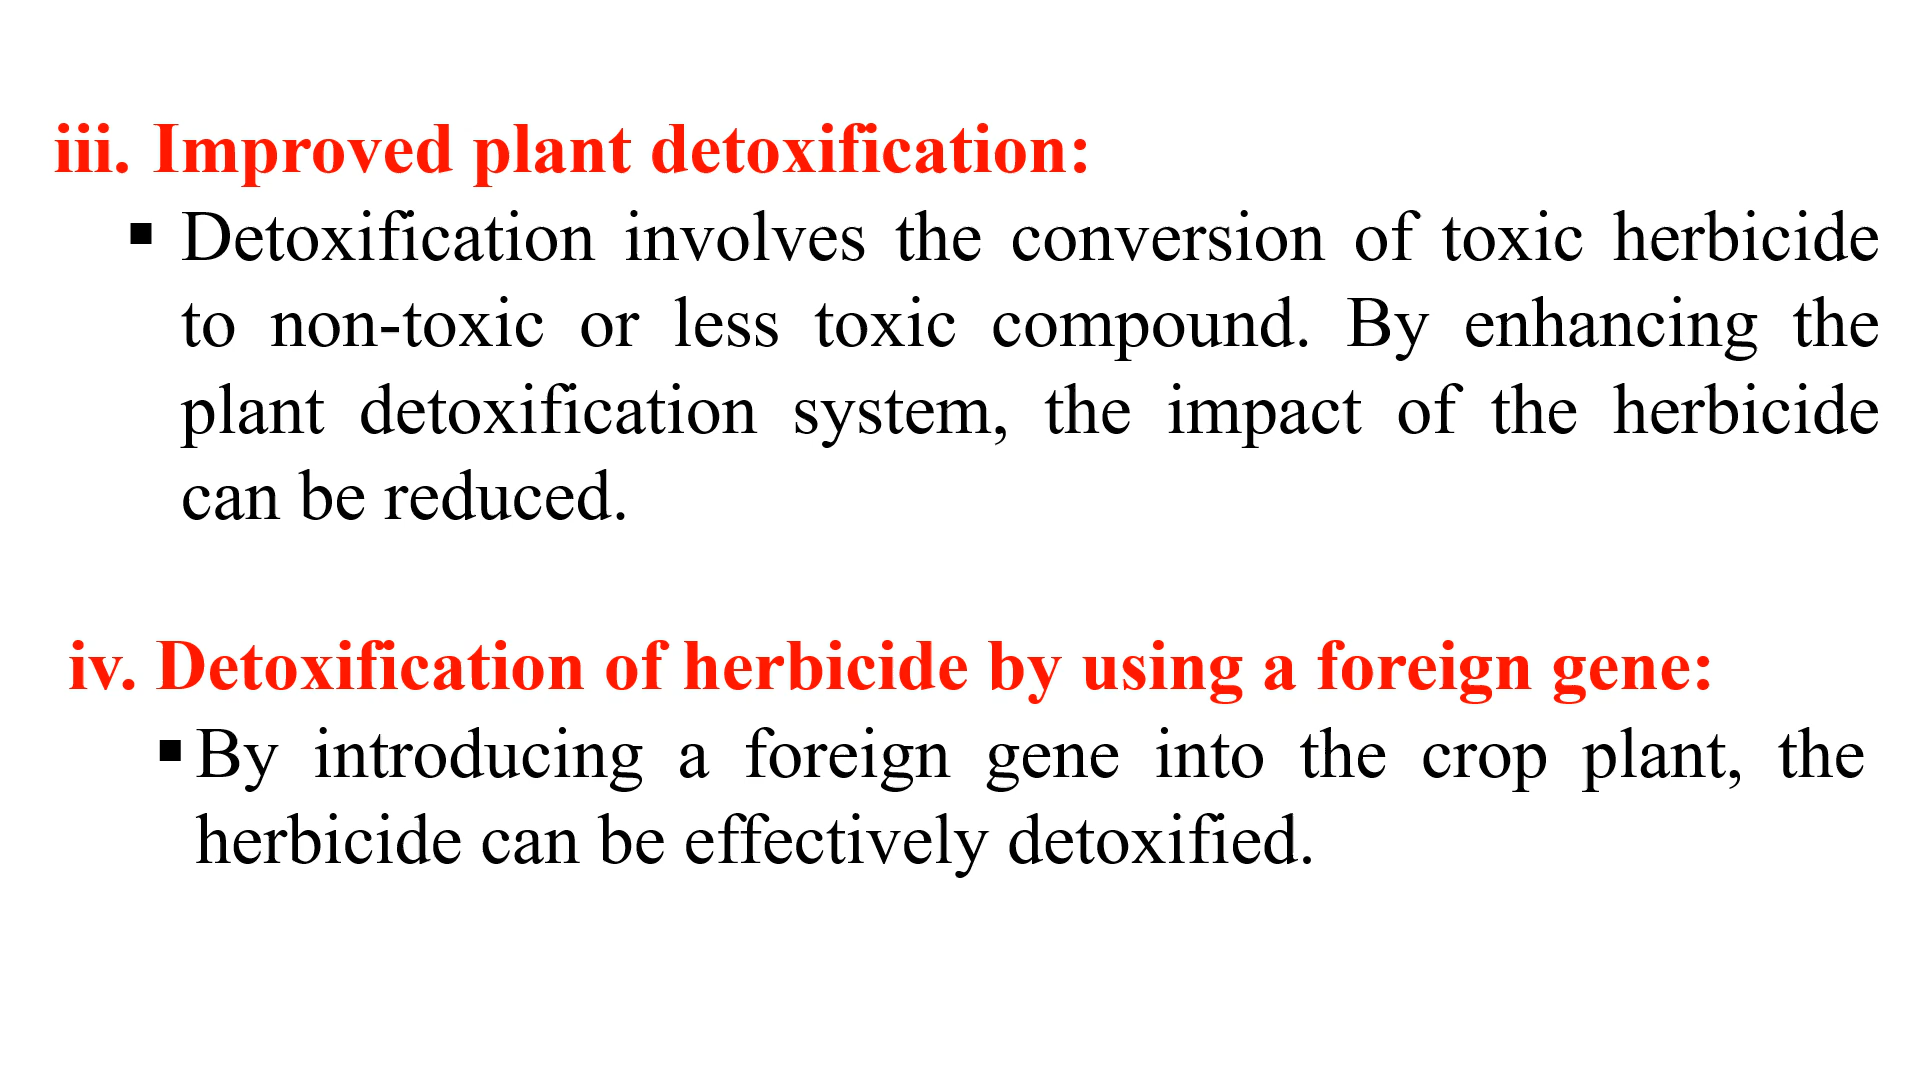 iii. Improved plant detoxification:
▪ Detoxification involves the conversion of toxic herbicide
to non-toxic or less toxic compound. By enhancing the
plant detoxification system, the impact of the herbicide
can be reduced.
iv. Detoxification of herbicide by using a foreign gene:
▪ By introducing a foreign gene into the crop plant, the
herbicide can be effectively detoxified.